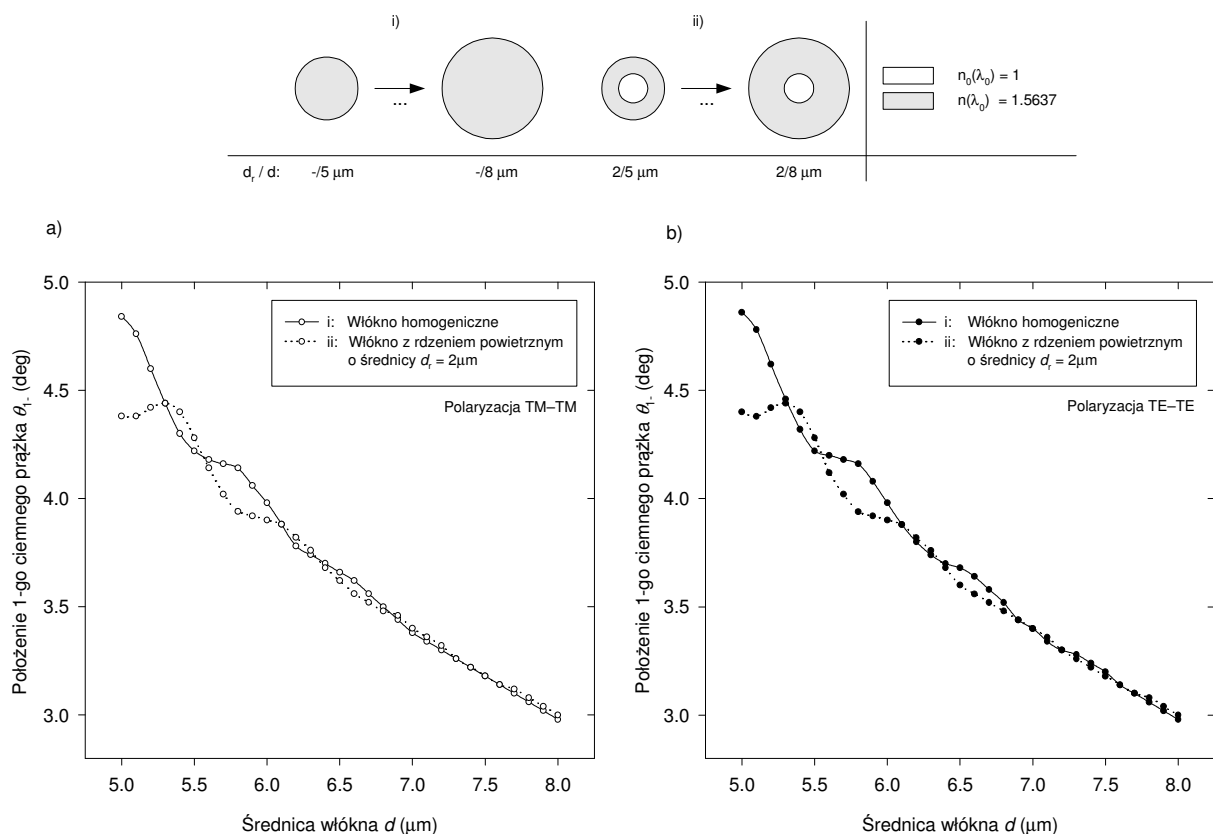 i)
ii)
...
...
n₀(λ₀) = 1
n(λ₀) = 1.5637
dᵣ / d:
-/5 µm
-/8 µm
2/5 µm
2/8 µm
a)
5.0
4.5
4.0
3.5
3.0
Położenie 1-go ciemnego prążka θ₁₋ (deg)
i: Włókno homogeniczne
ii: Włókno z rdzeniem powietrznym
o średnicy dᵣ = 2µm
Polaryzacja TM–TM
5.0 5.5 6.0 6.5 7.0 7.5 8.0
Średnica włókna d (µm)
b)
5.0
4.5
4.0
3.5
3.0
Położenie 1-go ciemnego prążka θ₁₋ (deg)
i: Włókno homogeniczne
ii: Włókno z rdzeniem powietrznym
o średnicy dᵣ = 2µm
Polaryzacja TE–TE
5.0 5.5 6.0 6.5 7.0 7.5 8.0
Średnica włókna d (µm)